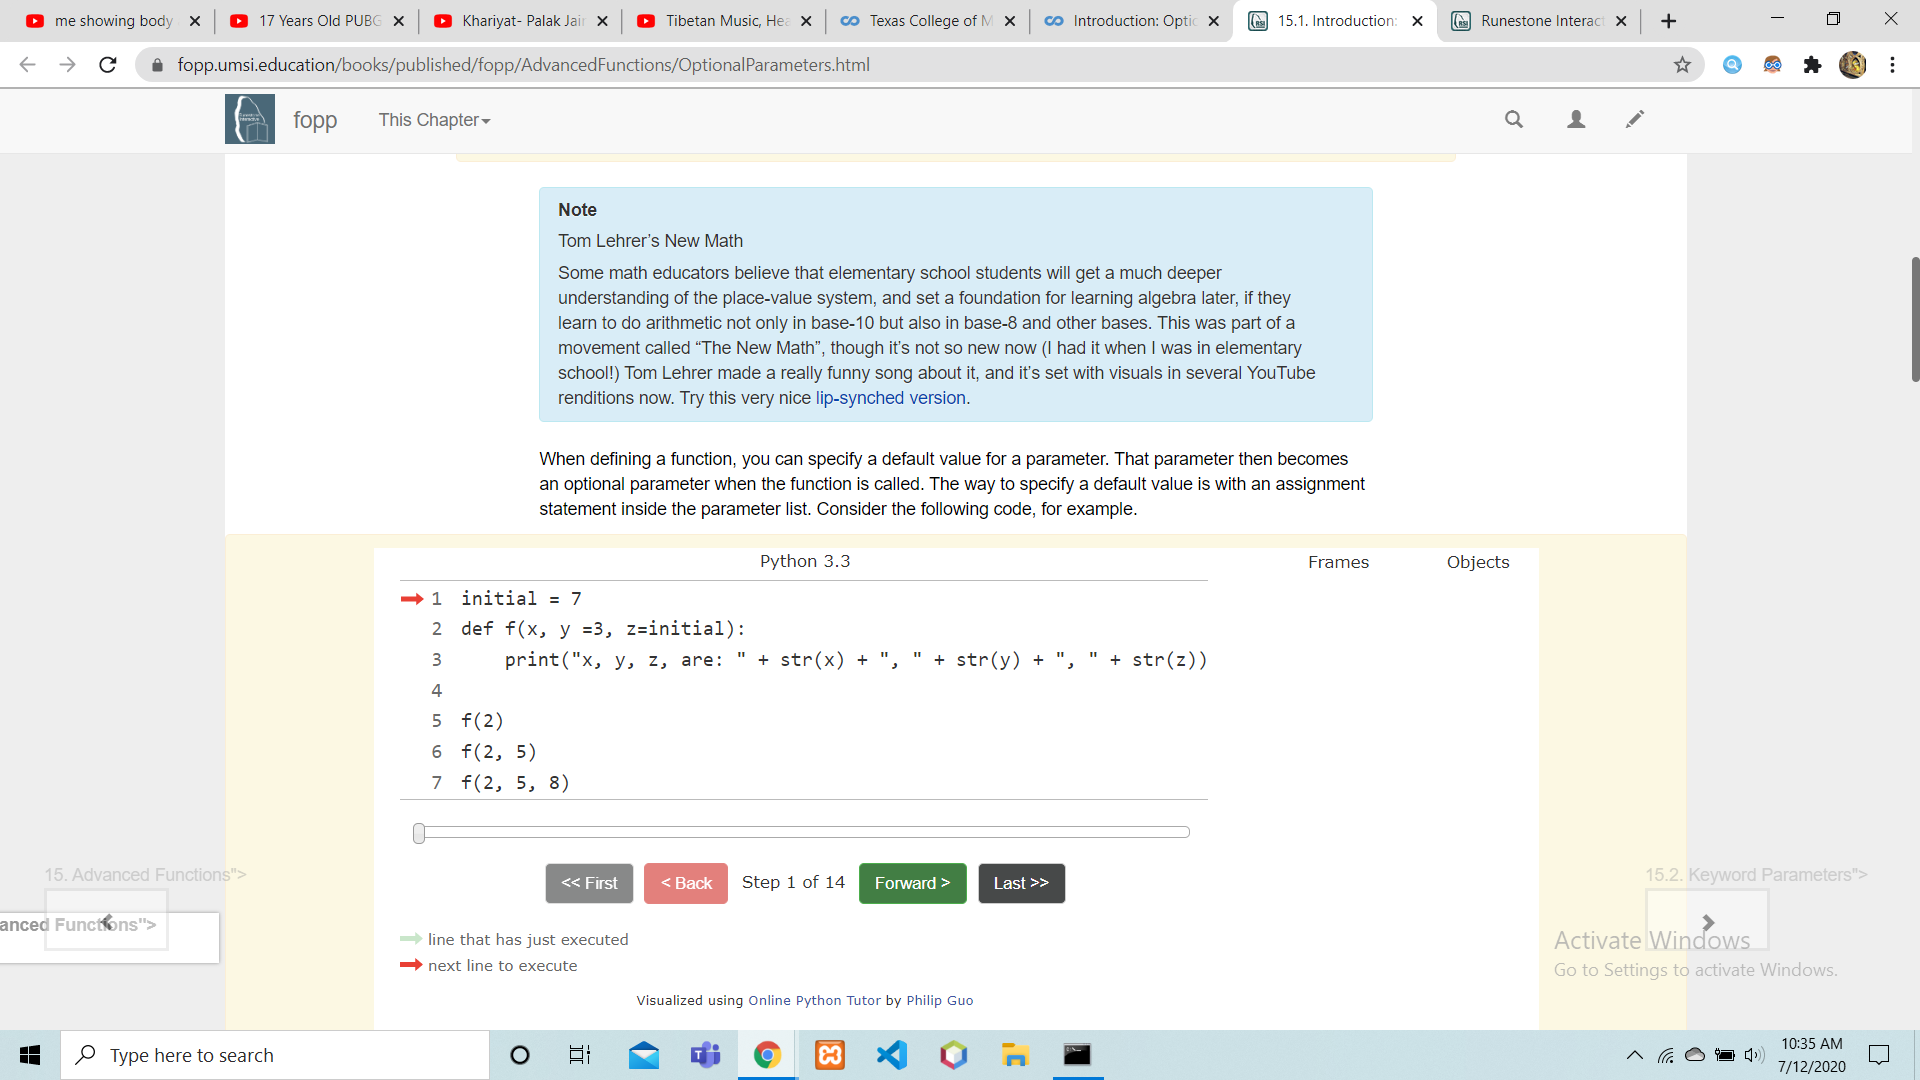 me showing body
17 Years Old PUBG
Khariyat- Palak Jain
Tibetan Music, Hea
Texas College of M
Introduction: Optio
15.1. Introduction:
Runestone Interact
fopp.umsi.education/books/published/fopp/AdvancedFunctions/OptionalParameters.html
fopp
This Chapter
Note
Tom Lehrer’s New Math
Some math educators believe that elementary school students will get a much deeper
understanding of the place-value system, and set a foundation for learning algebra later, if they
learn to do arithmetic not only in base-10 but also in base-8 and other bases. This was part of a
movement called “The New Math”, though it’s not so new now (I had it when I was in elementary
school!) Tom Lehrer made a really funny song about it, and it’s set with visuals in several YouTube
renditions now. Try this very nice lip-synched version.
When defining a function, you can specify a default value for a parameter. That parameter then becomes
an optional parameter when the function is called. The way to specify a default value is with an assignment
statement inside the parameter list. Consider the following code, for example.
Python 3.3
Frames
Objects
1 initial = 7
2 def f(x, y =3, z=initial):
3     print("x, y, z, are: " + str(x) + ", " + str(y) + ", " + str(z))
4
5 f(2)
6 f(2, 5)
7 f(2, 5, 8)
<< First
< Back
Step 1 of 14
Forward >
Last >>
15. Advanced Functions">
anced Functions">
15.2. Keyword Parameters">
line that has just executed
next line to execute
Visualized using Online Python Tutor by Philip Guo
Activate Windows
Go to Settings to activate Windows.
Type here to search
10:35 AM
7/12/2020